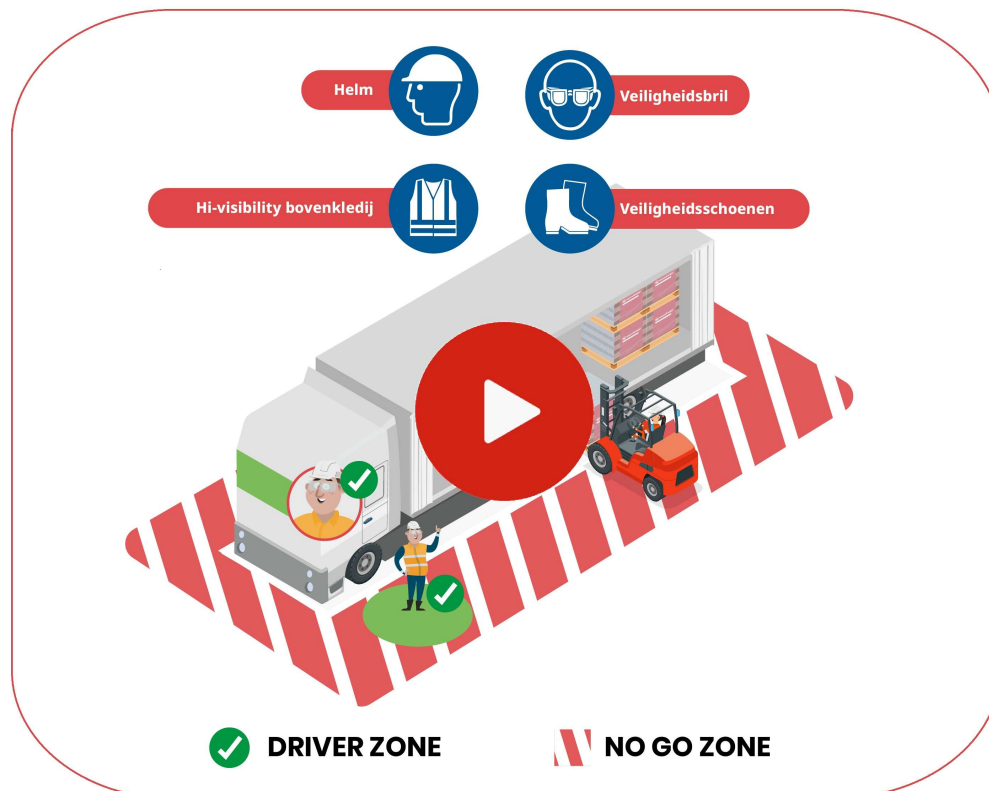 Helm
Veiligheidsbril
Hi-visibility bovenkledij
Veiligheidsschoenen
DRIVER ZONE
NO GO ZONE